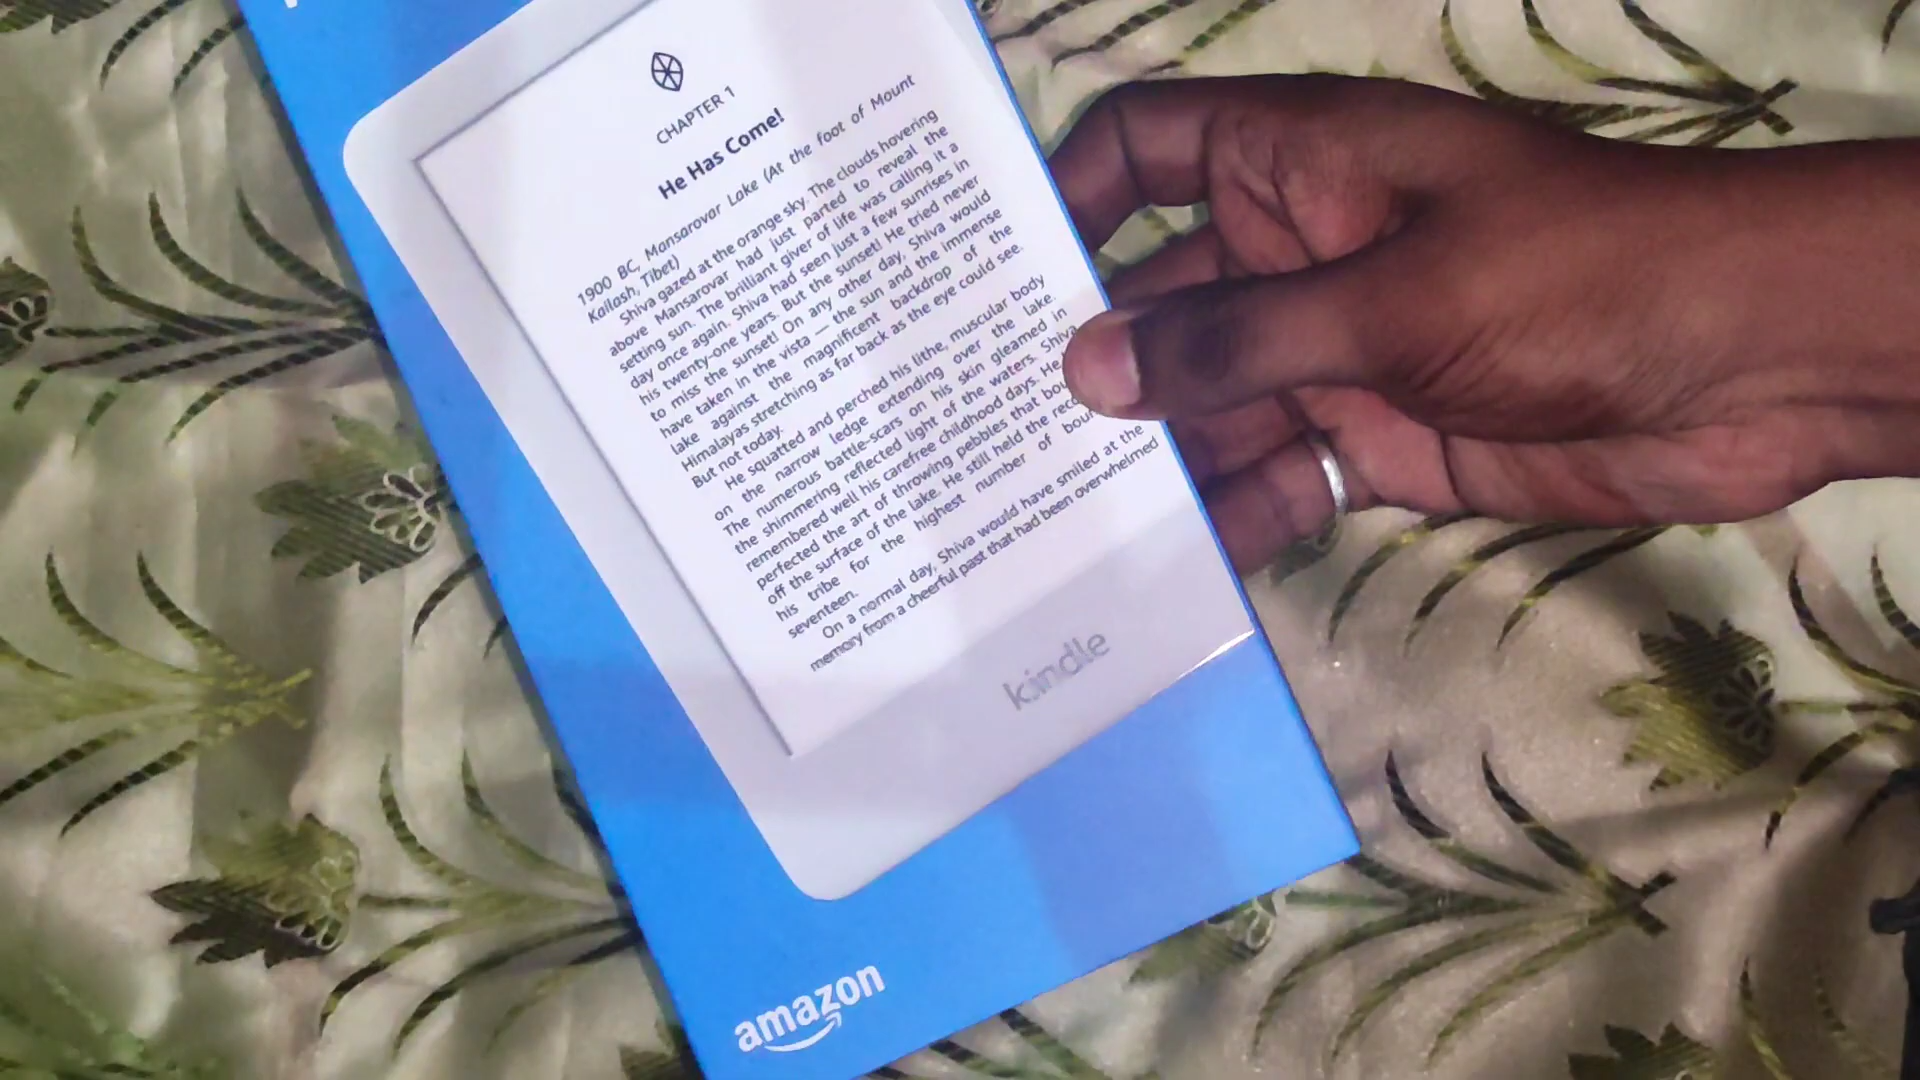 CHAPTER 1
He Has Come!
1900 BC, Mansarovar Lake (At the foot of Mount
Kailash, Tibet)
Shiva gazed at the orange sky. The clouds hovering
above Mansarovar had just parted to reveal the
setting sun. The brilliant giver of life was calling it a
day once again. Shiva had seen just a few sunrises in
his twenty-one years. But the sunset! He tried never
to miss the sunset! On any other day, Shiva would
have taken in the vista — the sun and the immense
lake against the magnificent backdrop of the
Himalayas stretching as far back as the eye could see.
But not today.
He squatted and perched his lithe, muscular body
on the narrow ledge extending over the lake.
The numerous battle-scars on his skin gleamed in
the shimmering reflected light of the waters. Shiva
remembered well his carefree childhood days. He
perfected the art of throwing pebbles that
off the surface of the lake. He still held the
his tribe for the highest number of
seventeen.
On a normal day, Shiva would have smiled at the
memory from a cheerful past that had been overwhelmed
kindle
amazon